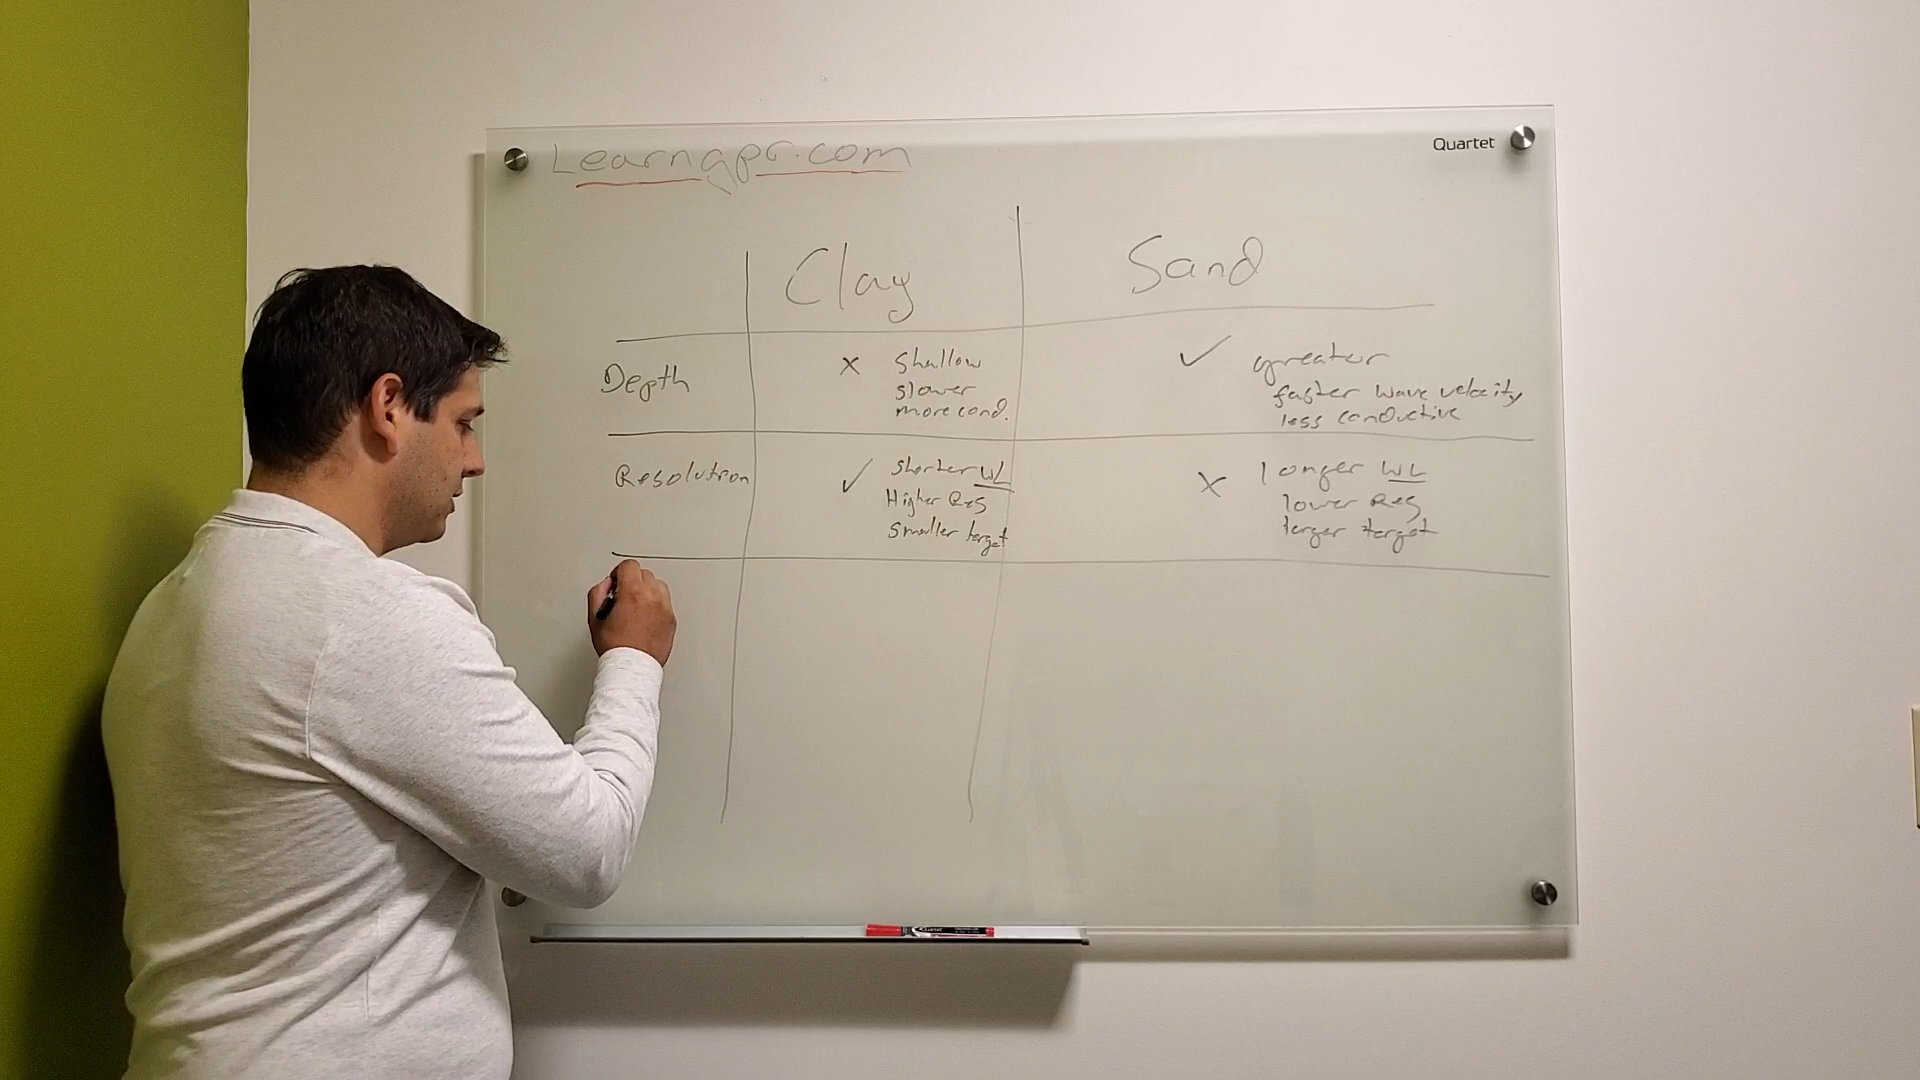 Learngpr.com
Quartet
Clay
Sand
Depth
x shallow
slower
more cond.
✓ greater
faster wave velocity
less conductive
Resolution
✓ shorter WL
Higher Res
smaller target
x longer WL
lower Res
larger target
Quartet